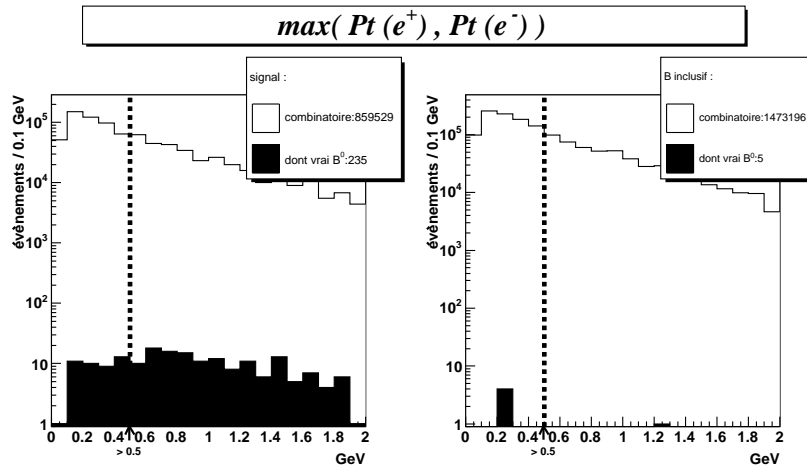 max( Pt (e+) , Pt (e-) )
signal :
combinatoire:859529
dont vrai B0:235
évènements / 0.1 GeV
10^5
10^4
10^3
10^2
10
1
0 0.2 0.4 0.6 0.8 1 1.2 1.4 1.6 1.8 2
> 0.5
GeV
B inclusif :
combinatoire:1473196
dont vrai B0:5
évènements / 0.1 GeV
10^5
10^4
10^3
10^2
10
1
0 0.2 0.4 0.6 0.8 1 1.2 1.4 1.6 1.8 2
> 0.5
GeV